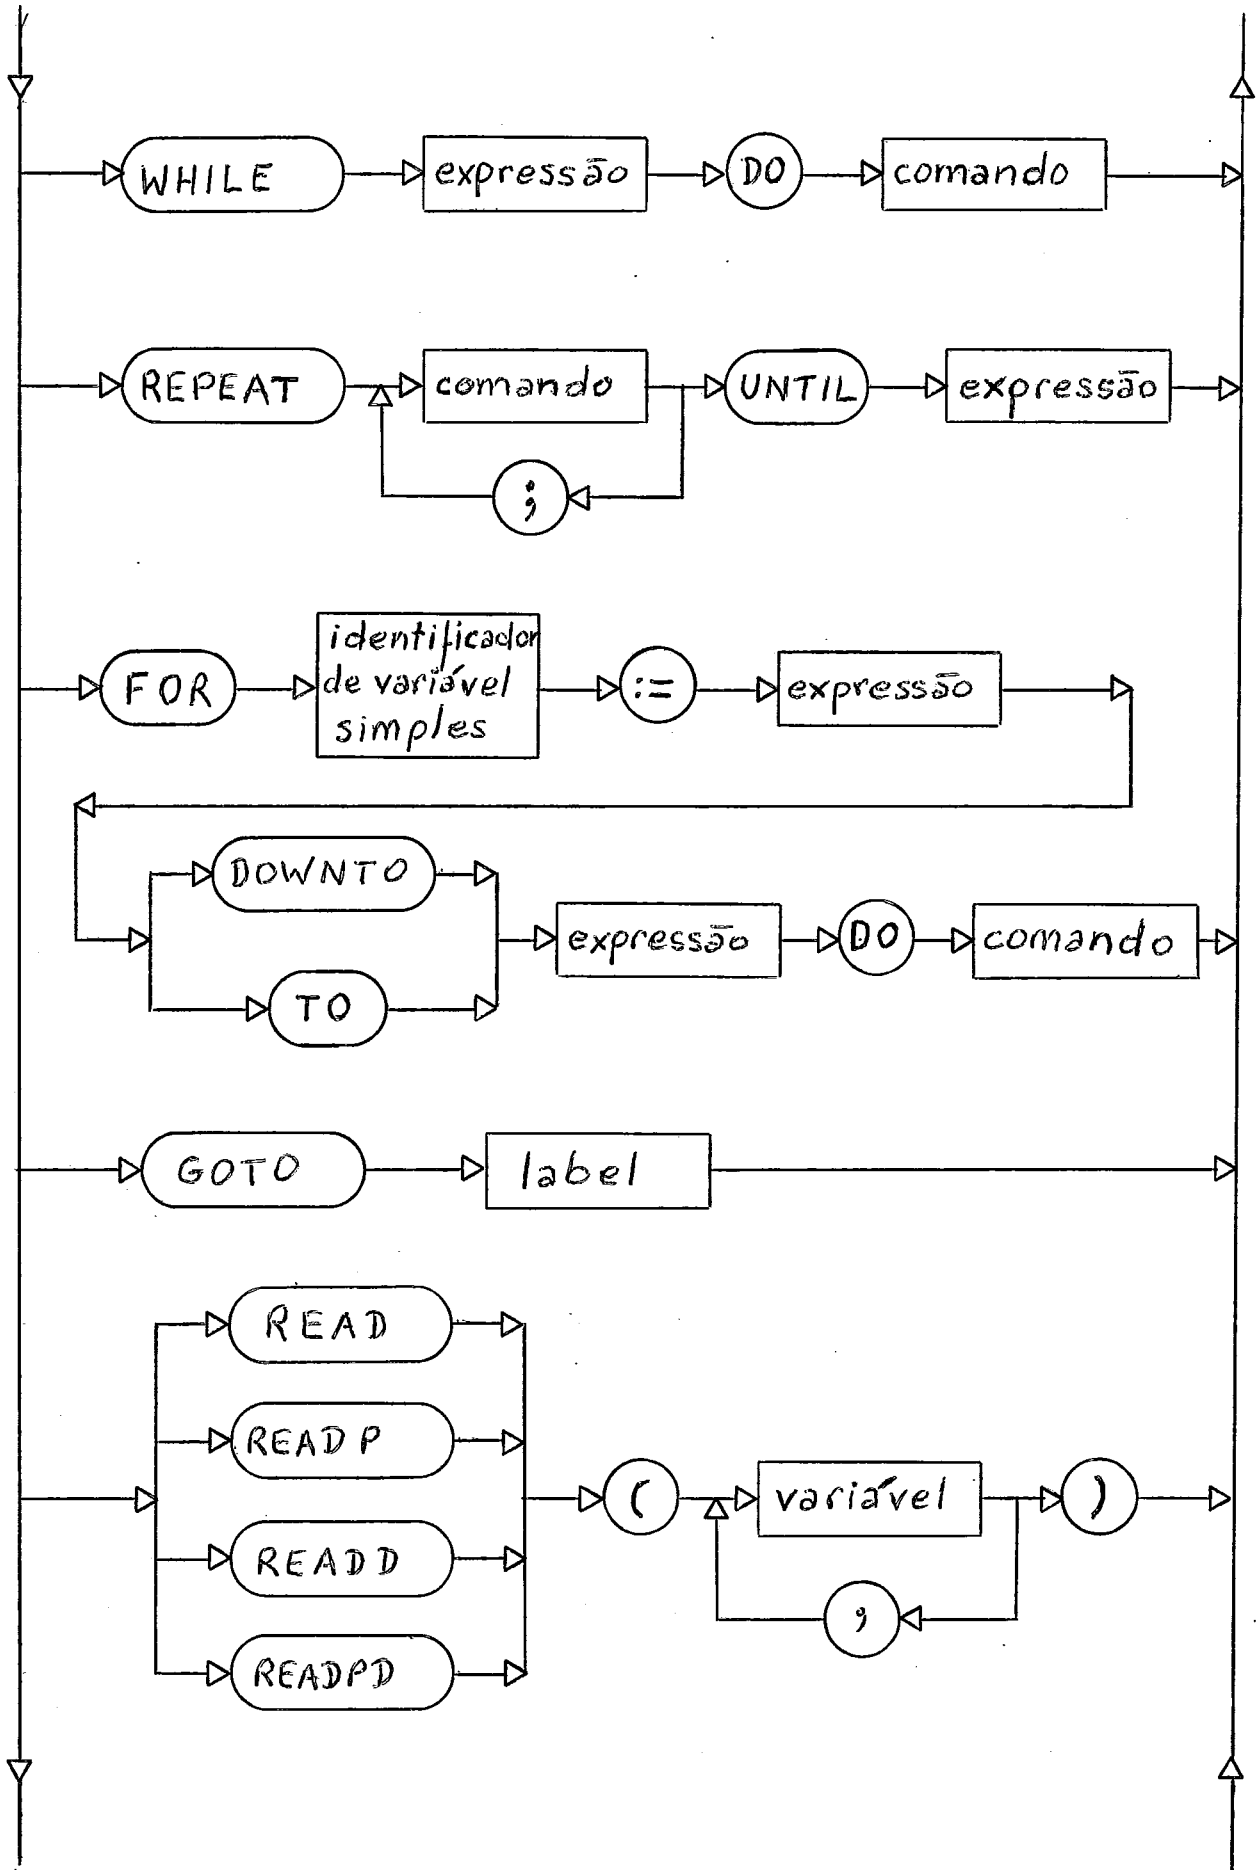 WHILE expressão DO comando
REPEAT comando UNTIL expressão
;
FOR identificador de variável simples := expressão
DOWNTO
TO
expressão DO comando
GOTO label
READ
READP
READD
READPD
( variável )
,